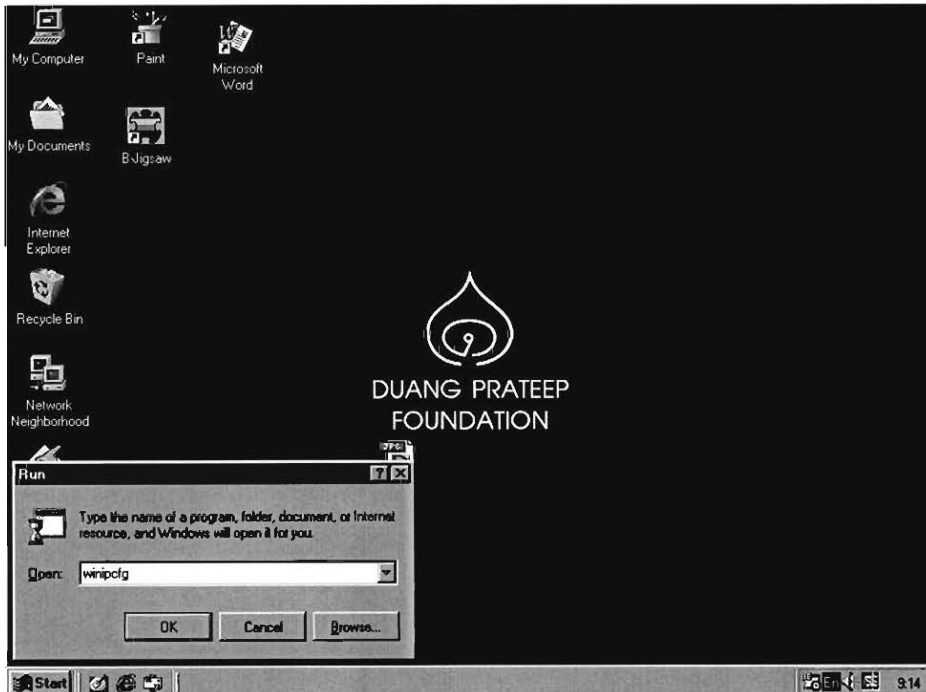 My Computer
Paint
Microsoft
Word
My Documents
B-Jigsaw
Internet
Explorer
Recycle Bin
Network
Neighborhood
DUANG PRATEEP
FOUNDATION
JPG
Run
Type the name of a program, folder, document, or Internet
resource, and Windows will open it for you.
Open: winipcfg
OK Cancel Browse...
Start
En
9:14